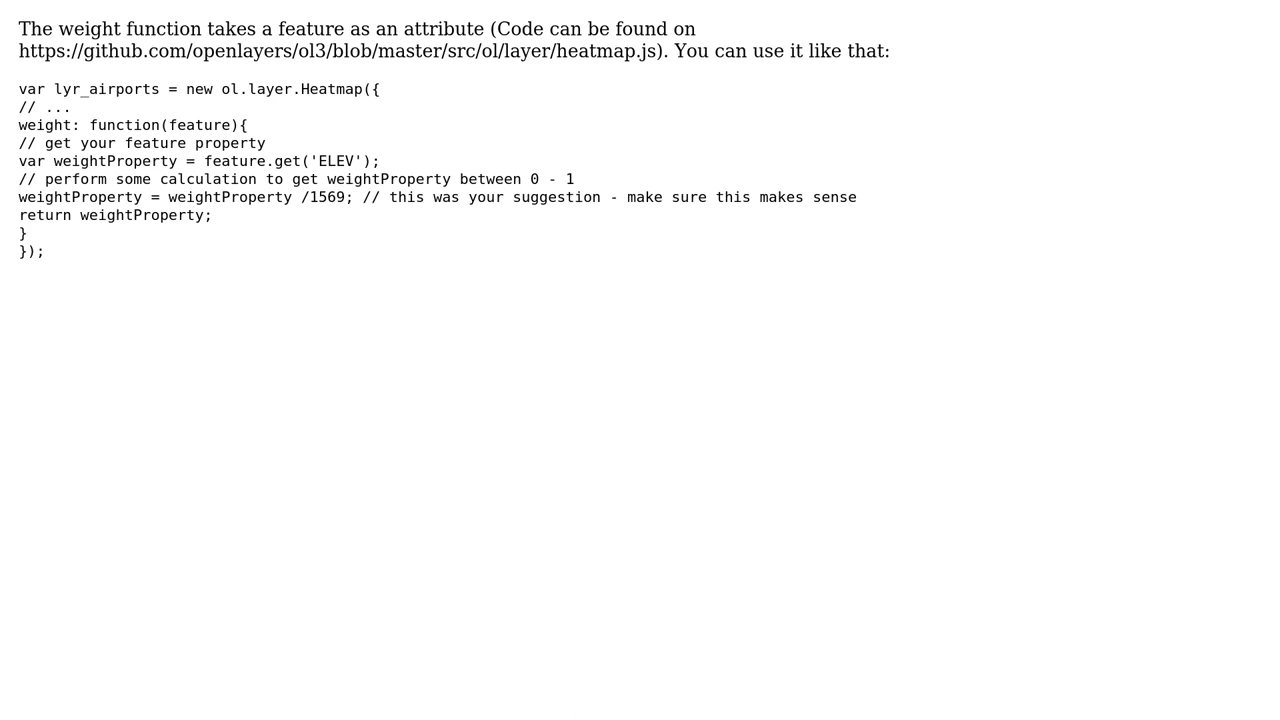 The weight function takes a feature as an attribute (Code can be found on
https://github.com/openlayers/ol3/blob/master/src/ol/layer/heatmap.js). You can use it like that:
var lyr_airports = new ol.layer.Heatmap({
// ...
weight: function(feature){
// get your feature property
var weightProperty = feature.get('ELEV');
// perform some calculation to get weightProperty between 0 - 1
weightProperty = weightProperty /1569; // this was your suggestion - make sure this makes sense
return weightProperty;
}
});